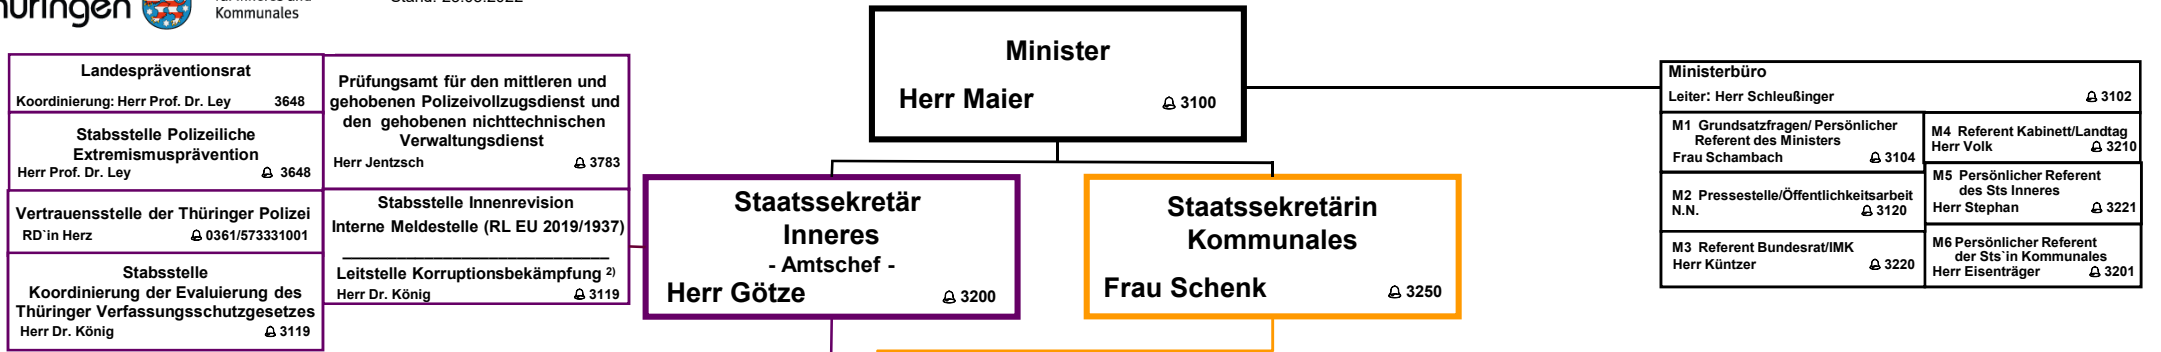 Kommunales
Minister
Herr Maier 3100
Landespräventionsrat
Koordinierung: Herr Prof. Dr. Ley 3648
Stabsstelle Polizeiliche
Extremismusprävention
Herr Prof. Dr. Ley 3648
Vertrauensstelle der Thüringer Polizei
RD`in Herz 0361/573331001
Stabsstelle
Koordinierung der Evaluierung des
Thüringer Verfassungsschutzgesetzes
Herr Dr. König 3119
Prüfungsamt für den mittleren und
gehobenen Polizeivollzugsdienst und
den gehobenen nichttechnischen
Verwaltungsdienst
Herr Jentzsch 3783
Stabsstelle Innenrevision
Interne Meldestelle (RL EU 2019/1937)
Leitstelle Korruptionsbekämpfung 2)
Herr Dr. König 3119
Staatssekretär
Inneres
- Amtschef -
Herr Götze 3200
Staatssekretärin
Kommunales
Frau Schenk 3250
Ministerbüro
Leiter: Herr Schleußinger 3102
M1 Grundsatzfragen/ Persönlicher
Referent des Ministers
Frau Schambach 3104
M2 Pressestelle/Öffentlichkeitsarbeit
N.N. 3120
M3 Referent Bundesrat/IMK
Herr Küntzer 3220
M4 Referent Kabinett/Landtag
Herr Volk 3210
M5 Persönlicher Referent
des Sts Inneres
Herr Stephan 3221
M6 Persönlicher Referent
der Sts`in Kommunales
Herr Eisenträger 3201